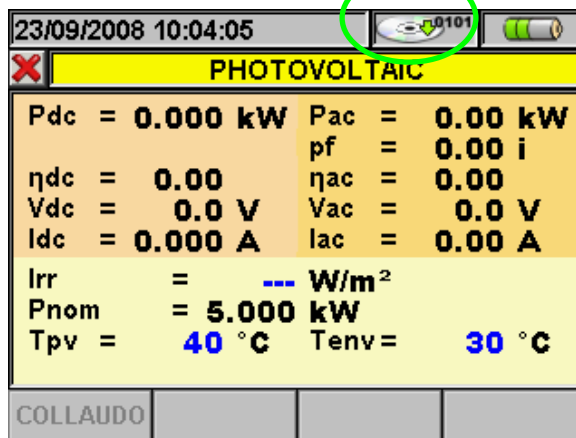 23/09/2008 10:04:05 0101
PHOTOVOLTAIC
Pdc = 0.000 kW Pac = 0.00 kW
pf = 0.00 i
ηdc = 0.00 ηac = 0.00
Vdc = 0.0 V Vac = 0.0 V
Idc = 0.000 A Iac = 0.00 A
Irr = --- W/m²
Pnom = 5.000 kW
Tpv = 40 °C Tenv = 30 °C
COLLAUDO